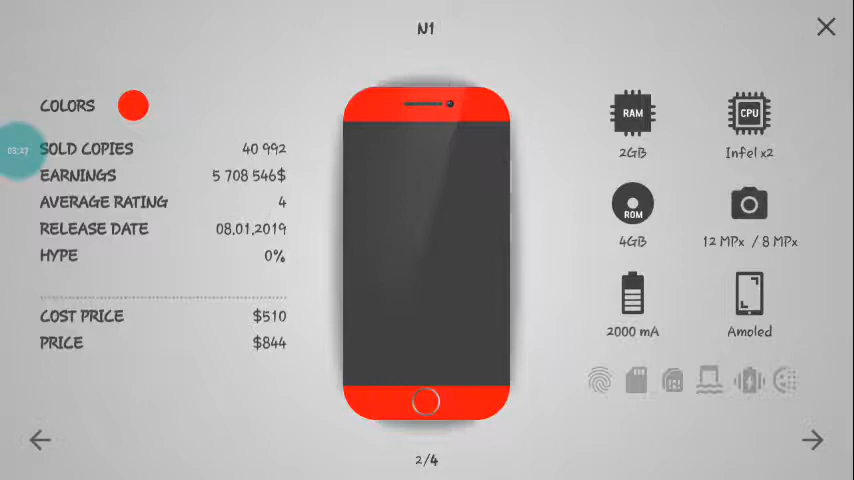 N1
COLORS
03:27
SOLD COPIES 40 992
EARNINGS 5 708 546$
AVERAGE RATING 4
RELEASE DATE 08.01.2019
HYPE 0%
COST PRICE $510
PRICE $844
RAM
2GB
CPU
Infel x2
ROM
4GB
12 MPx / 8 MPx
2000 mA
Amoled
2/4